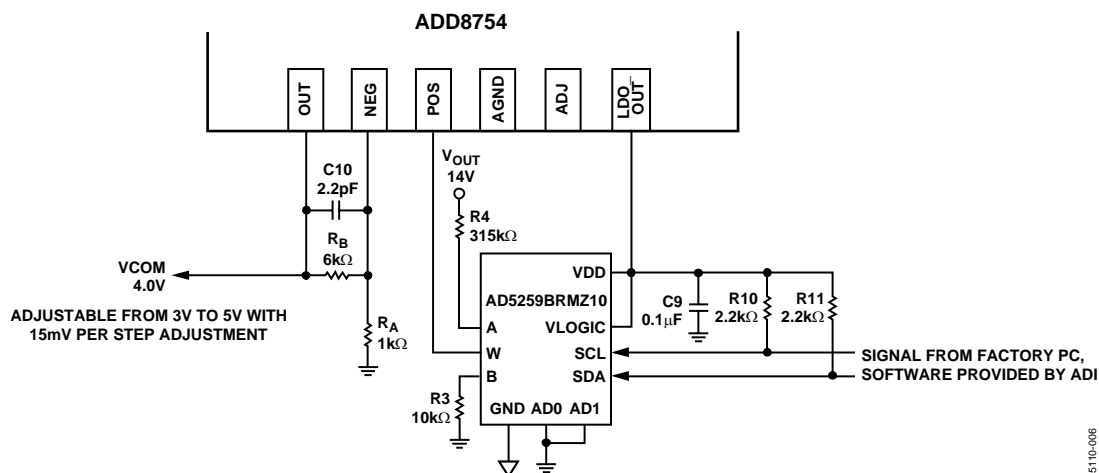 ADD8754
OUT
NEG
POS
AGND
ADJ
LDO_
OUT
C10
2.2pF
VOUT
14V
R4
315kΩ
RB
6kΩ
VCOM
4.0V
ADJUSTABLE FROM 3V TO 5V WITH
15mV PER STEP ADJUSTMENT
RA
1kΩ
VDD
AD5259BRMZ10
VLOGIC
A
W
SCL
B
SDA
GND AD0 AD1
R3
10kΩ
C9
0.1μF
R10
2.2kΩ
R11
2.2kΩ
SIGNAL FROM FACTORY PC,
SOFTWARE PROVIDED BY ADI
5110-006